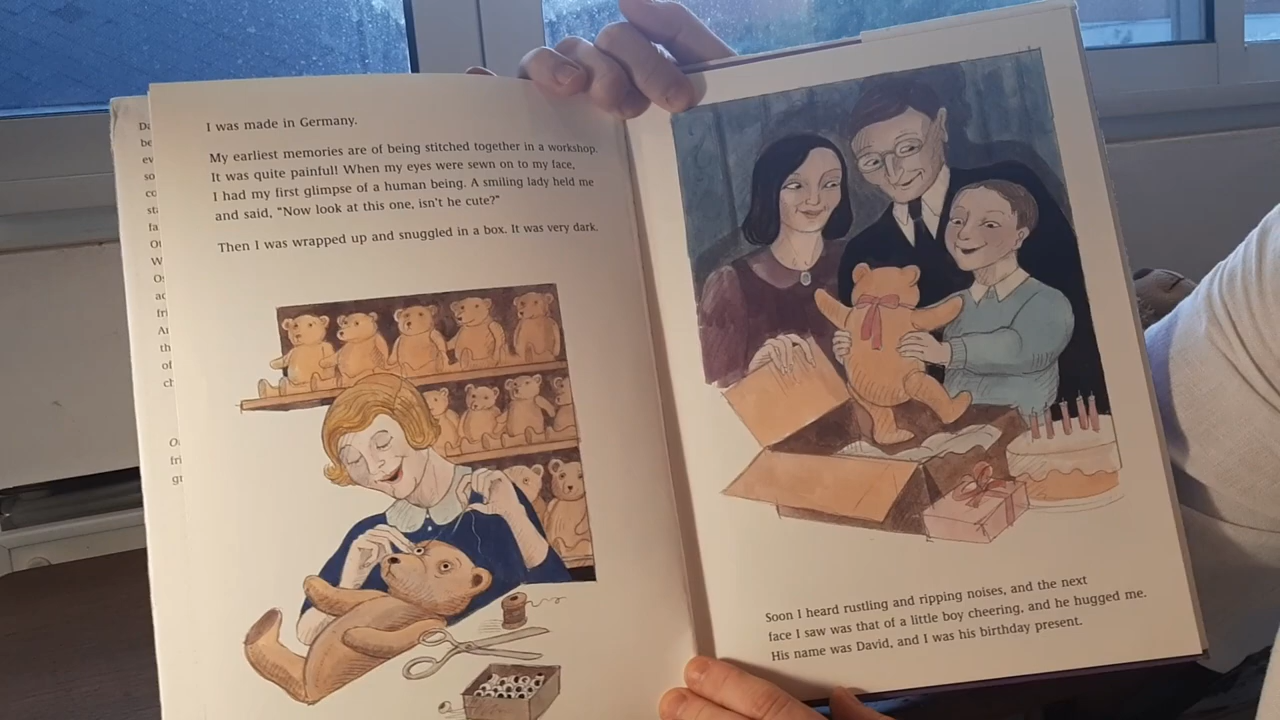 I was made in Germany.
My earliest memories are of being stitched together in a workshop.
It was quite painful! When my eyes were sewn on to my face,
I had my first glimpse of a human being. A smiling lady held me
and said, "Now look at this one, isn't he cute?"
Then I was wrapped up and snuggled in a box. It was very dark.
Soon I heard rustling and ripping noises, and the next
face I saw was that of a little boy cheering, and he hugged me.
His name was David, and I was his birthday present.